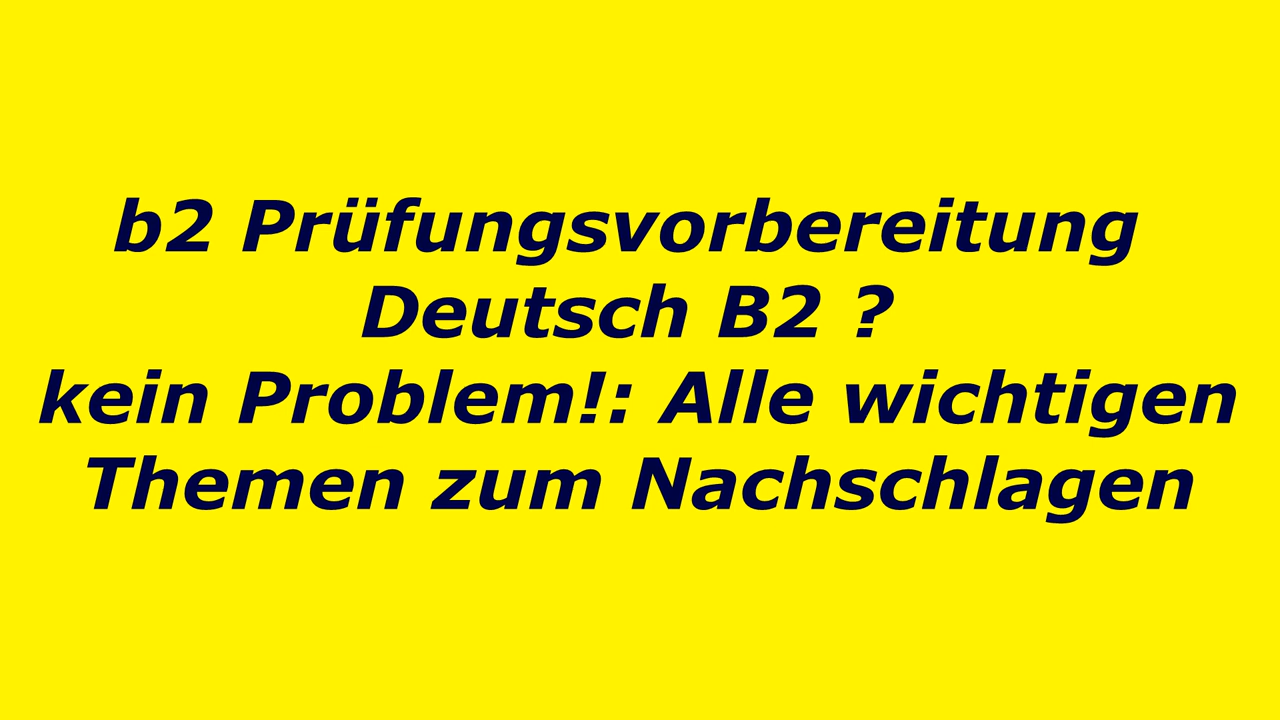 b2 Prüfungsvorbereitung
Deutsch B2 ?
kein Problem!: Alle wichtigen
Themen zum Nachschlagen